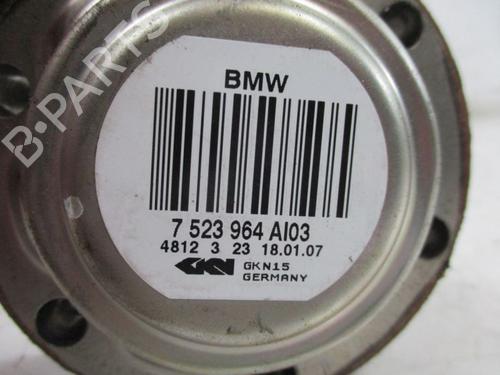 B-PARTS
BMW
7 523 964 AI03
4812 3 23 18.01.07
GKN
GKN15
GERMANY